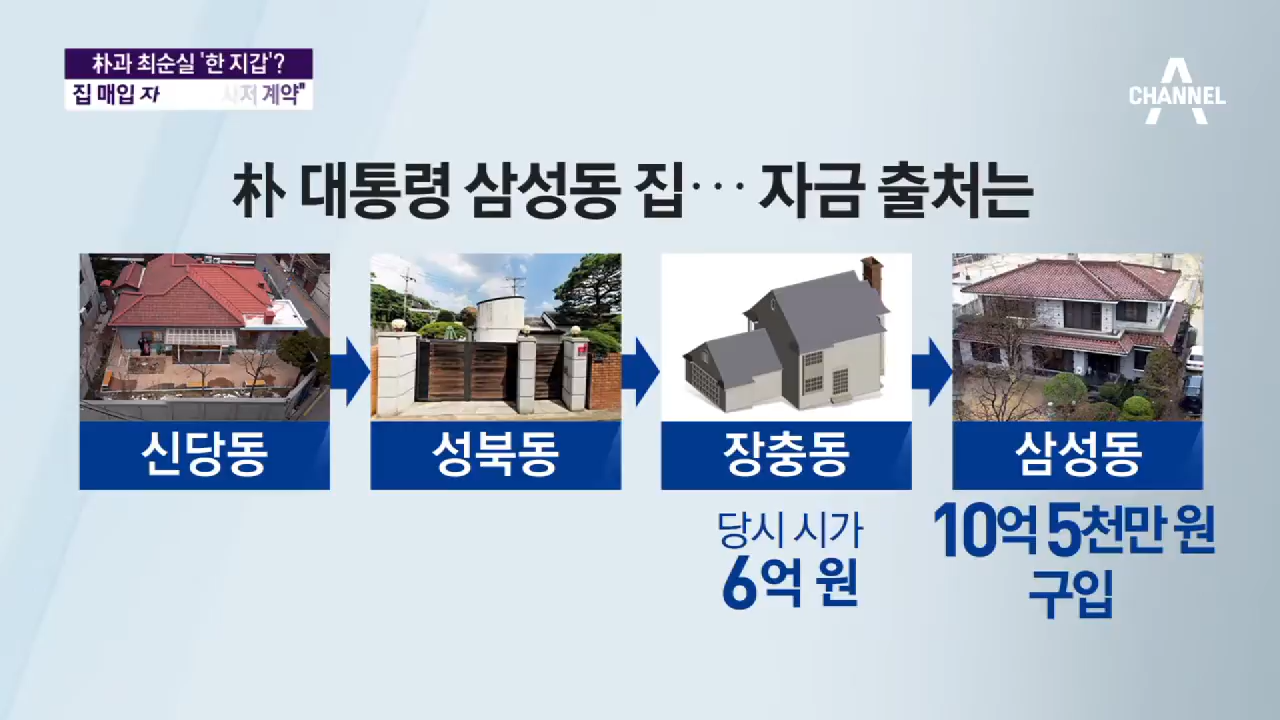 朴과 최순실 '한 지갑'?
집 매입 자 사저 계약"
CHANNEL A
朴 대통령 삼성동 집… 자금 출처는
신당동
성북동
장충동
삼성동
당시 시가
6억 원
10억 5천만 원
구입